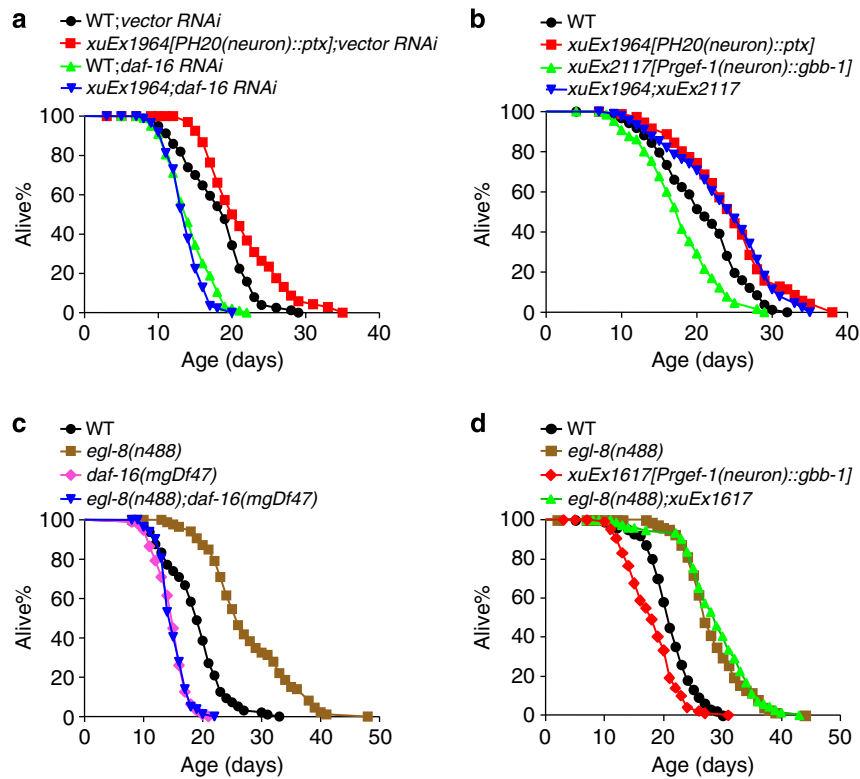 a
WT;vector RNAi
xuEx1964[PH20(neuron)::ptx];vector RNAi
WT;daf-16 RNAi
xuEx1964;daf-16 RNAi
100
80
60
40
20
0
Alive%
0 10 20 30 40
Age (days)
b
WT
xuEx1964[PH20(neuron)::ptx]
xuEx2117[Prgef-1(neuron)::gbb-1]
xuEx1964;xuEx2117
100
80
60
40
20
0
Alive%
0 10 20 30 40
Age (days)
c
WT
egl-8(n488)
daf-16(mgDf47)
egl-8(n488);daf-16(mgDf47)
100
80
60
40
20
0
Alive%
0 10 20 30 40 50
Age (days)
d
WT
egl-8(n488)
xuEx1617[Prgef-1(neuron)::gbb-1]
egl-8(n488);xuEx1617
100
80
60
40
20
0
Alive%
0 10 20 30 40 50
Age (days)